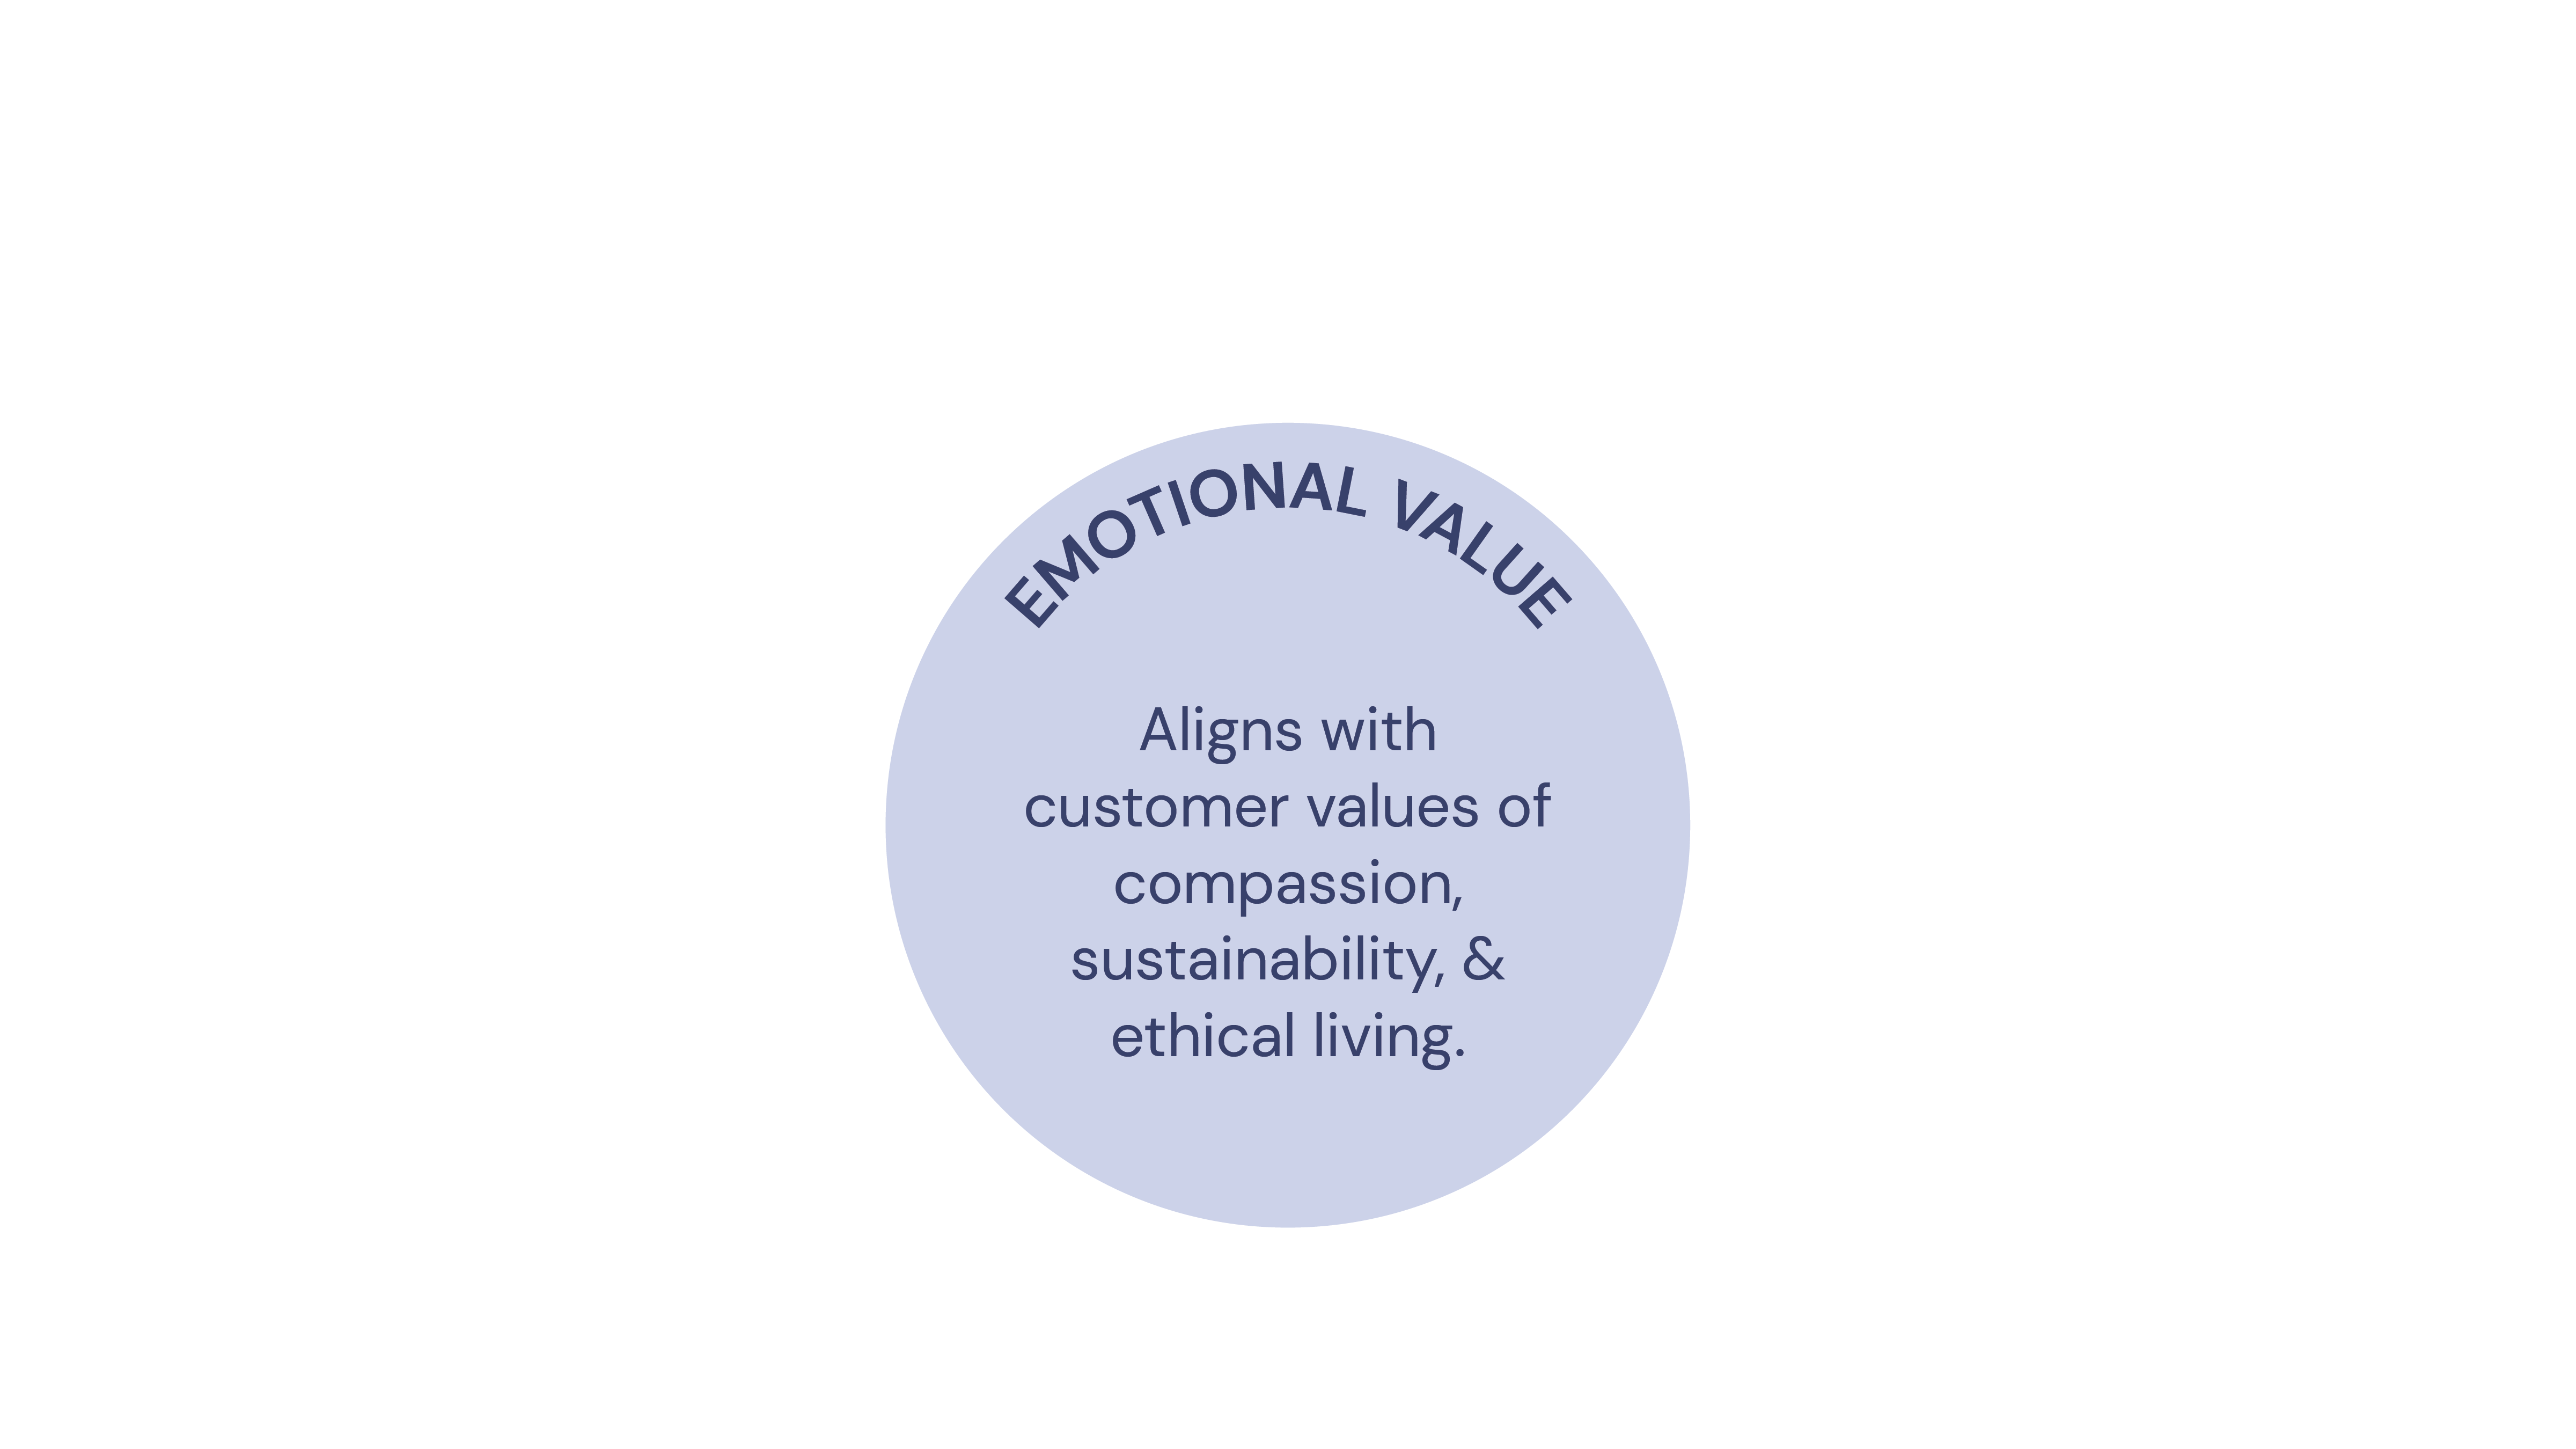 EMOTIONAL VALUE
Aligns with
customer values of
compassion,
sustainability, &
ethical living.